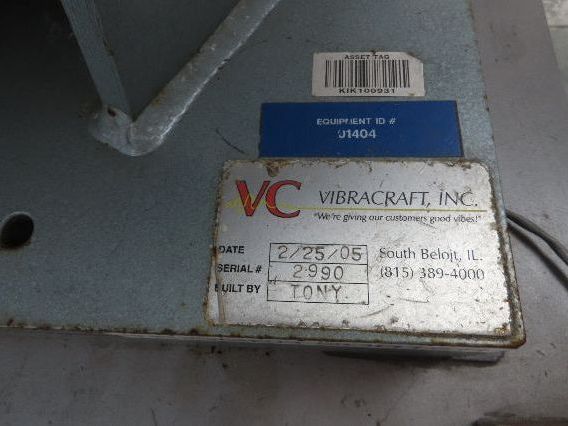 ASSET TAG
KIK100931
EQUIPMENT ID #
01404
VC VIBRACRAFT, INC.
"We're giving our customers good vibes!"
DATE 2/25/05 South Beloit, IL.
SERIAL # 2990 (815) 389-4000
BUILT BY TONY